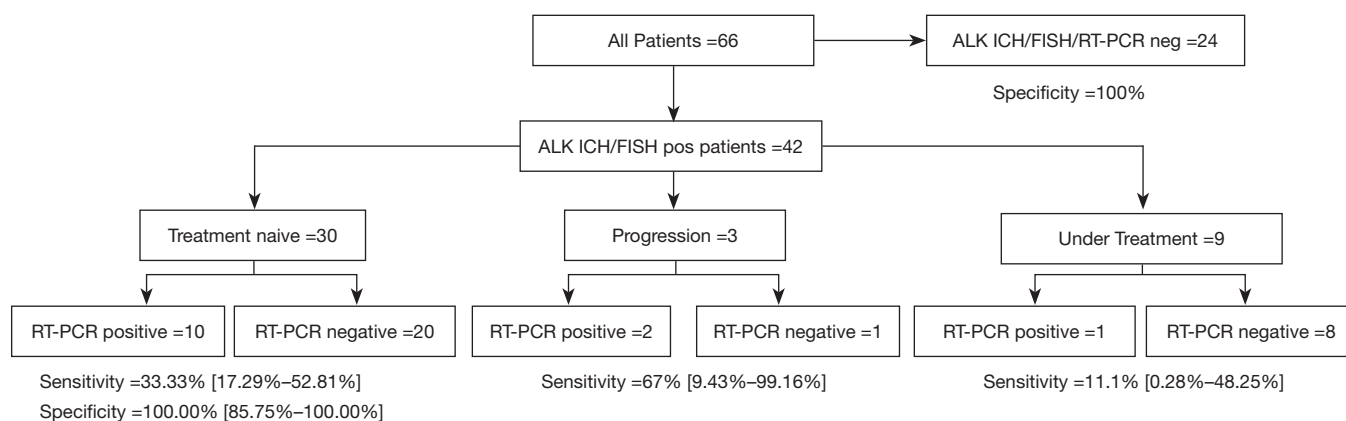 All Patients =66
ALK ICH/FISH/RT-PCR neg =24
Specificity =100%
ALK ICH/FISH pos patients =42
Treatment naive =30
Progression =3
Under Treatment =9
RT-PCR positive =10
RT-PCR negative =20
RT-PCR positive =2
RT-PCR negative =1
RT-PCR positive =1
RT-PCR negative =8
Sensitivity =33.33% [17.29%–52.81%]
Specificity =100.00% [85.75%–100.00%]
Sensitivity =67% [9.43%–99.16%]
Sensitivity =11.1% [0.28%–48.25%]